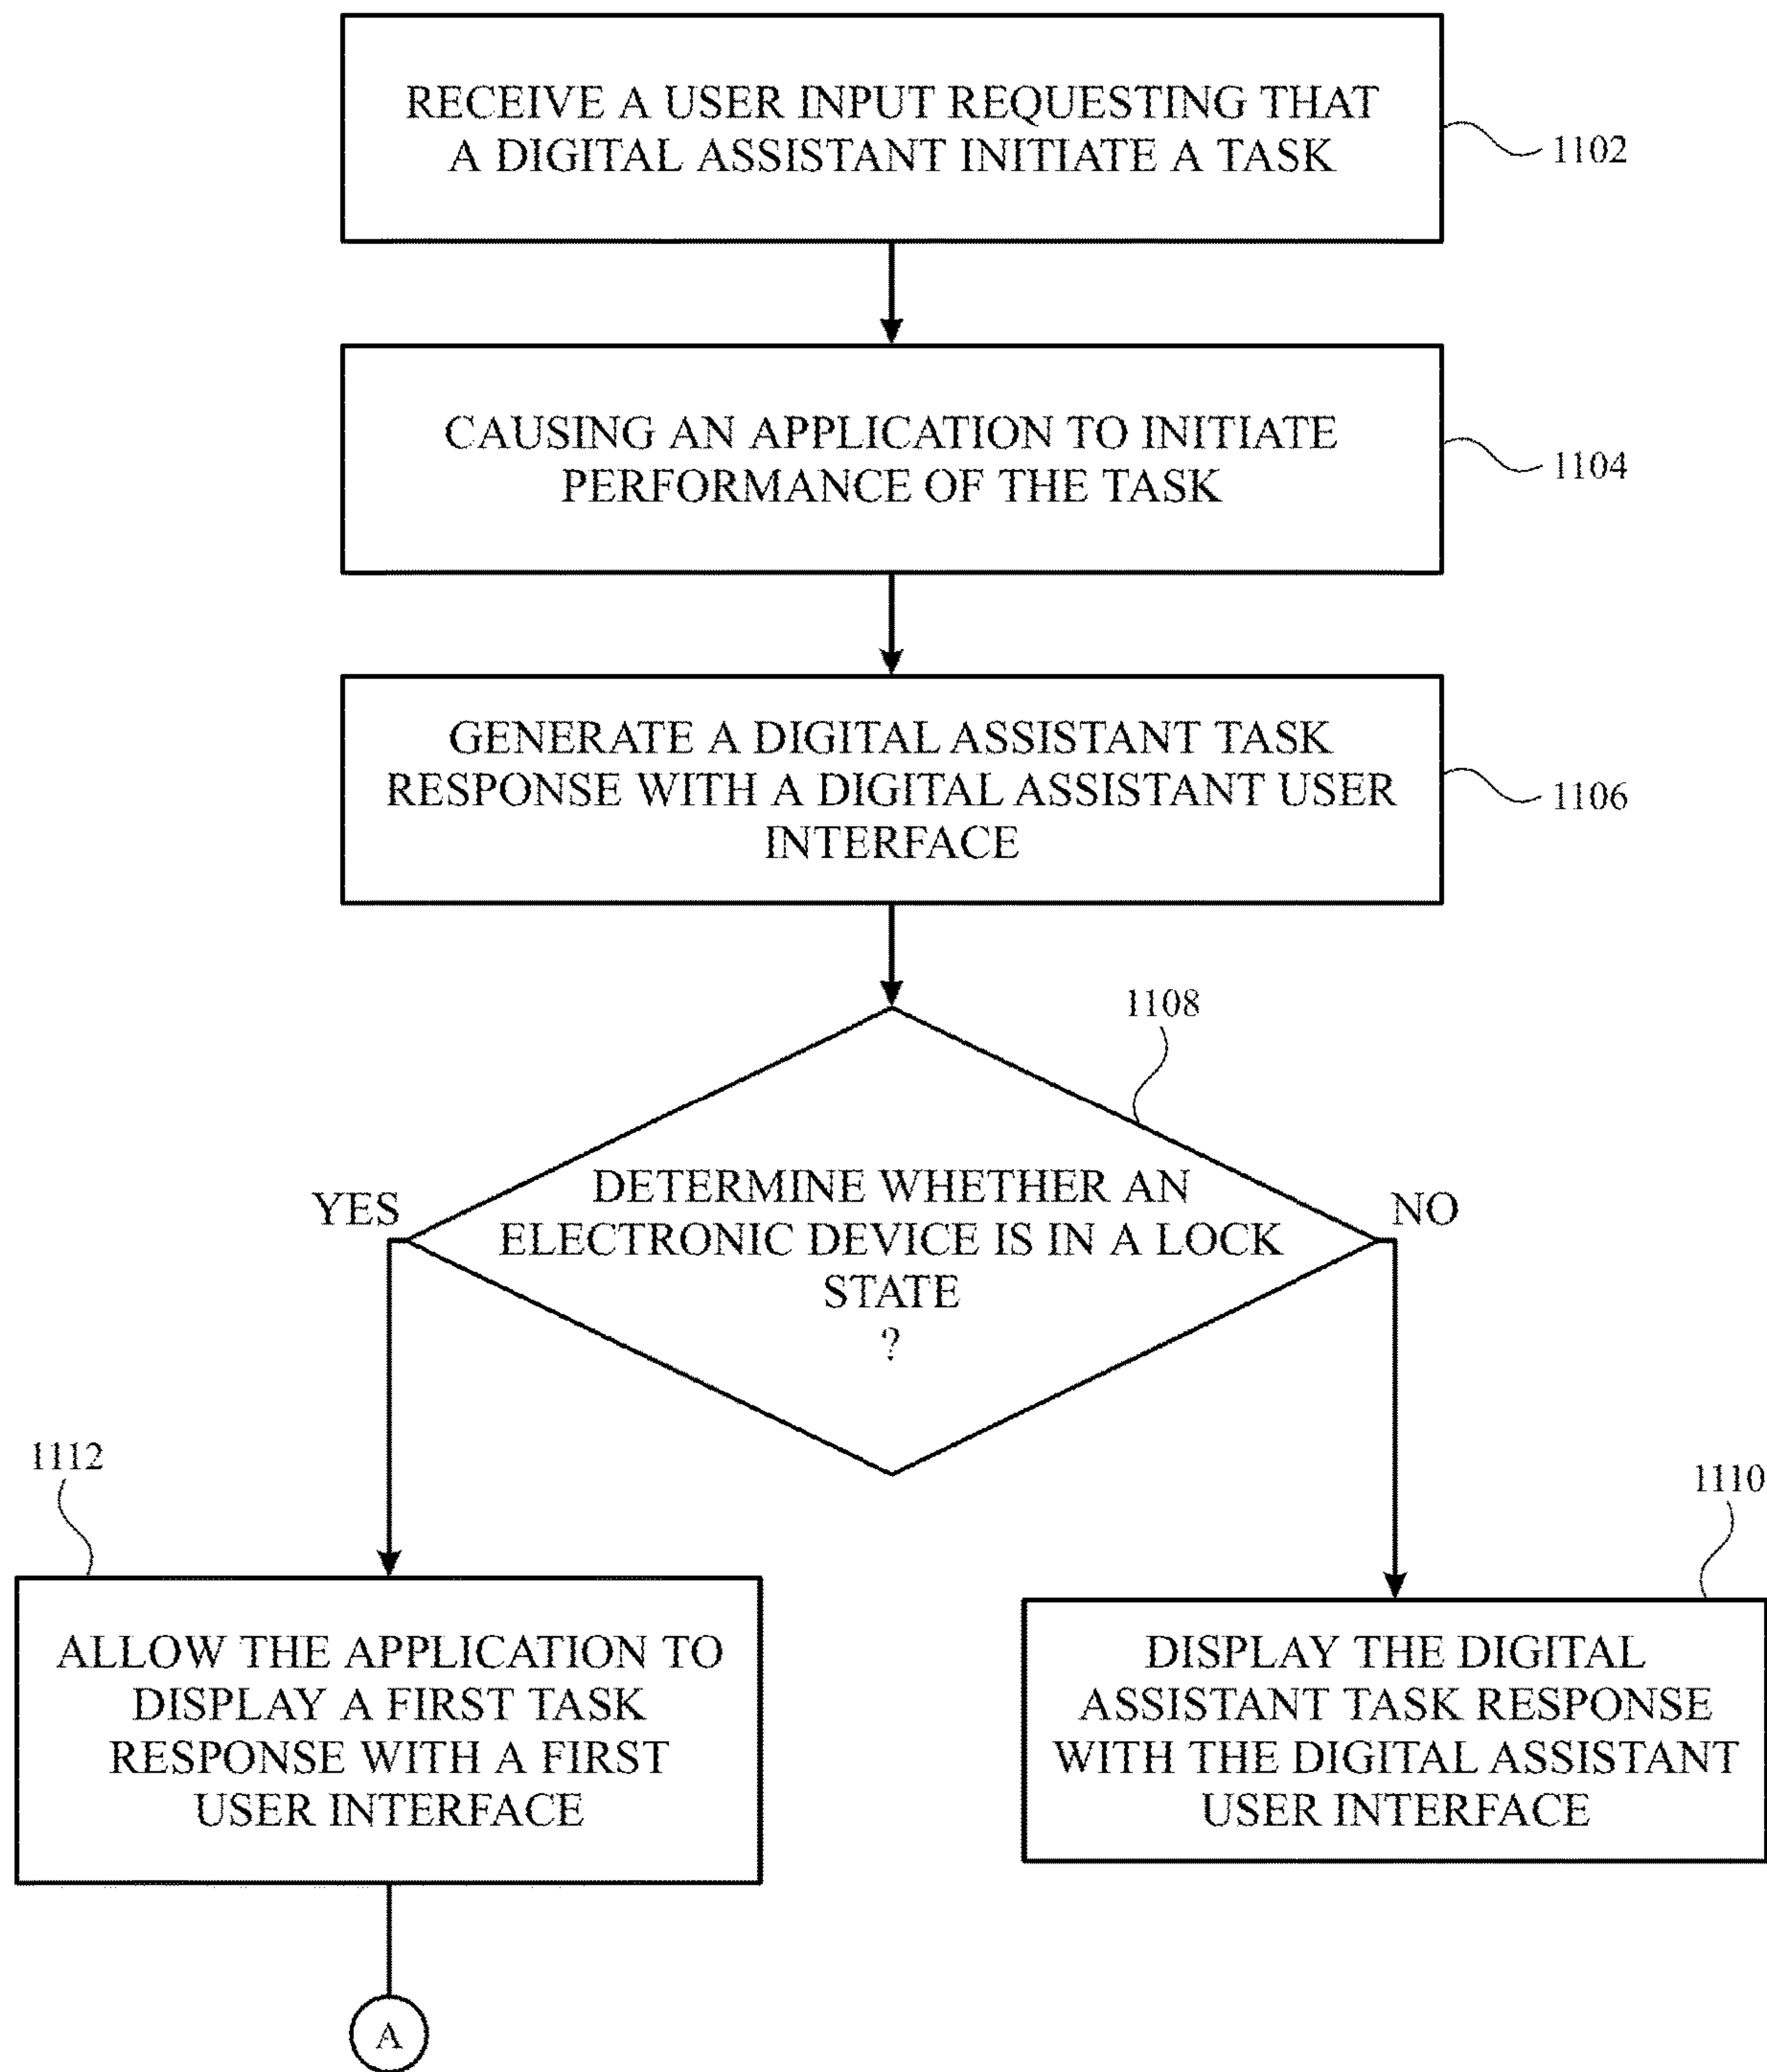 RECEIVE A USER INPUT REQUESTING THAT
A DIGITAL ASSISTANT INITIATE A TASK
1102
CAUSING AN APPLICATION TO INITIATE
PERFORMANCE OF THE TASK
1104
GENERATE A DIGITAL ASSISTANT TASK
RESPONSE WITH A DIGITAL ASSISTANT USER
INTERFACE
1106
1108
DETERMINE WHETHER AN
ELECTRONIC DEVICE IS IN A LOCK
STATE
?
YES
NO
1112
ALLOW THE APPLICATION TO
DISPLAY A FIRST TASK
RESPONSE WITH A FIRST
USER INTERFACE
1110
DISPLAY THE DIGITAL
ASSISTANT TASK RESPONSE
WITH THE DIGITAL ASSISTANT
USER INTERFACE
A